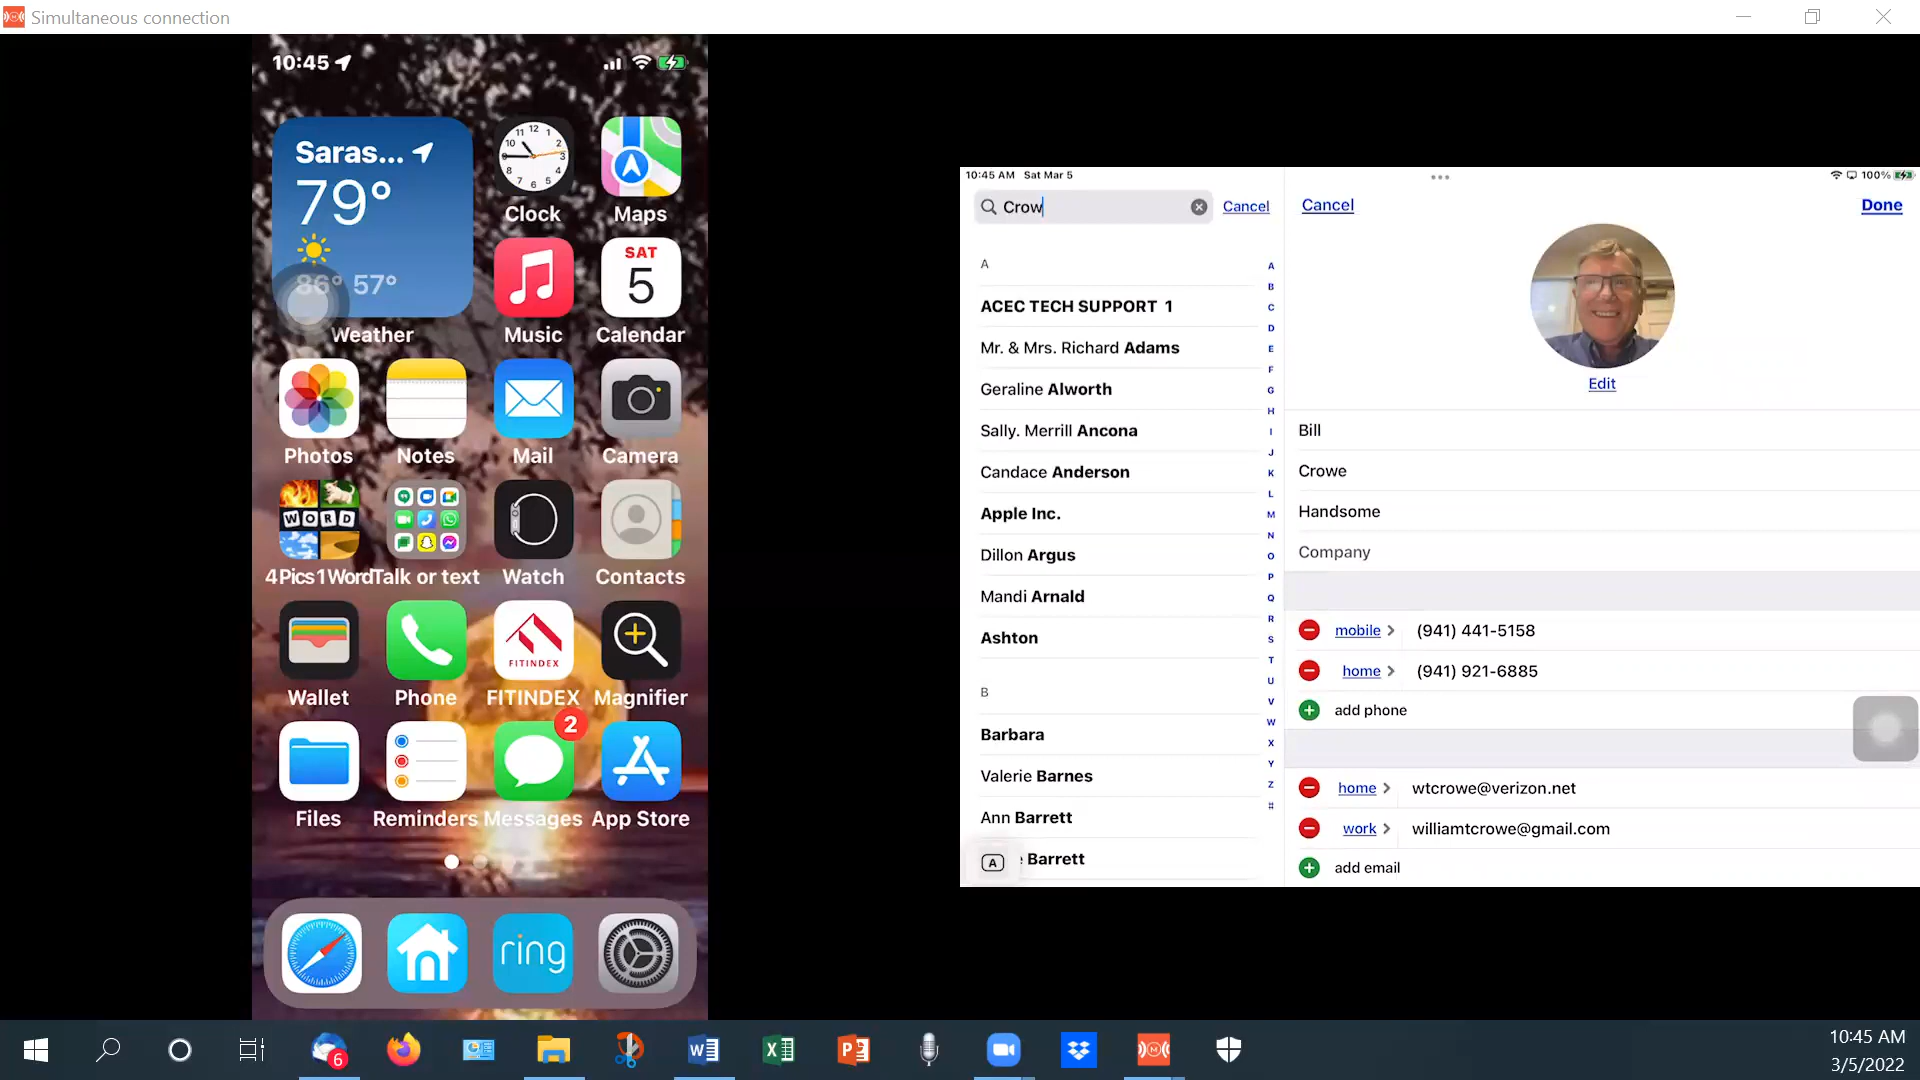 Simultaneous connection
10:45
Saras...
79°
86° 57°
Weather
Clock
Maps
Music
SAT
5
Calendar
Photos
Notes
Mail
Camera
WORD
4Pics1Word
Talk or text
Watch
Contacts
Wallet
Phone
FITINDEX
FITINDEX
Magnifier
Files
Reminders
2
Messages
App Store
ring
10:45 AM Sat Mar 5
100%
Crow
Cancel
A
ACEC TECH SUPPORT 1
Mr. & Mrs. Richard Adams
Geraline Alworth
Sally. Merrill Ancona
Candace Anderson
Apple Inc.
Dillon Argus
Mandi Arnald
Ashton
B
Barbara
Valerie Barnes
Ann Barrett
Barrett
A
A
B
C
D
E
F
G
H
I
J
K
L
M
N
O
P
Q
R
S
T
U
V
W
X
Y
Z
#
Cancel
Done
Edit
Bill
Crowe
Handsome
Company
mobile (941) 441-5158
home (941) 921-6885
add phone
home wtcrowe@verizon.net
work williamtcrowe@gmail.com
add email
6
10:45 AM
3/5/2022